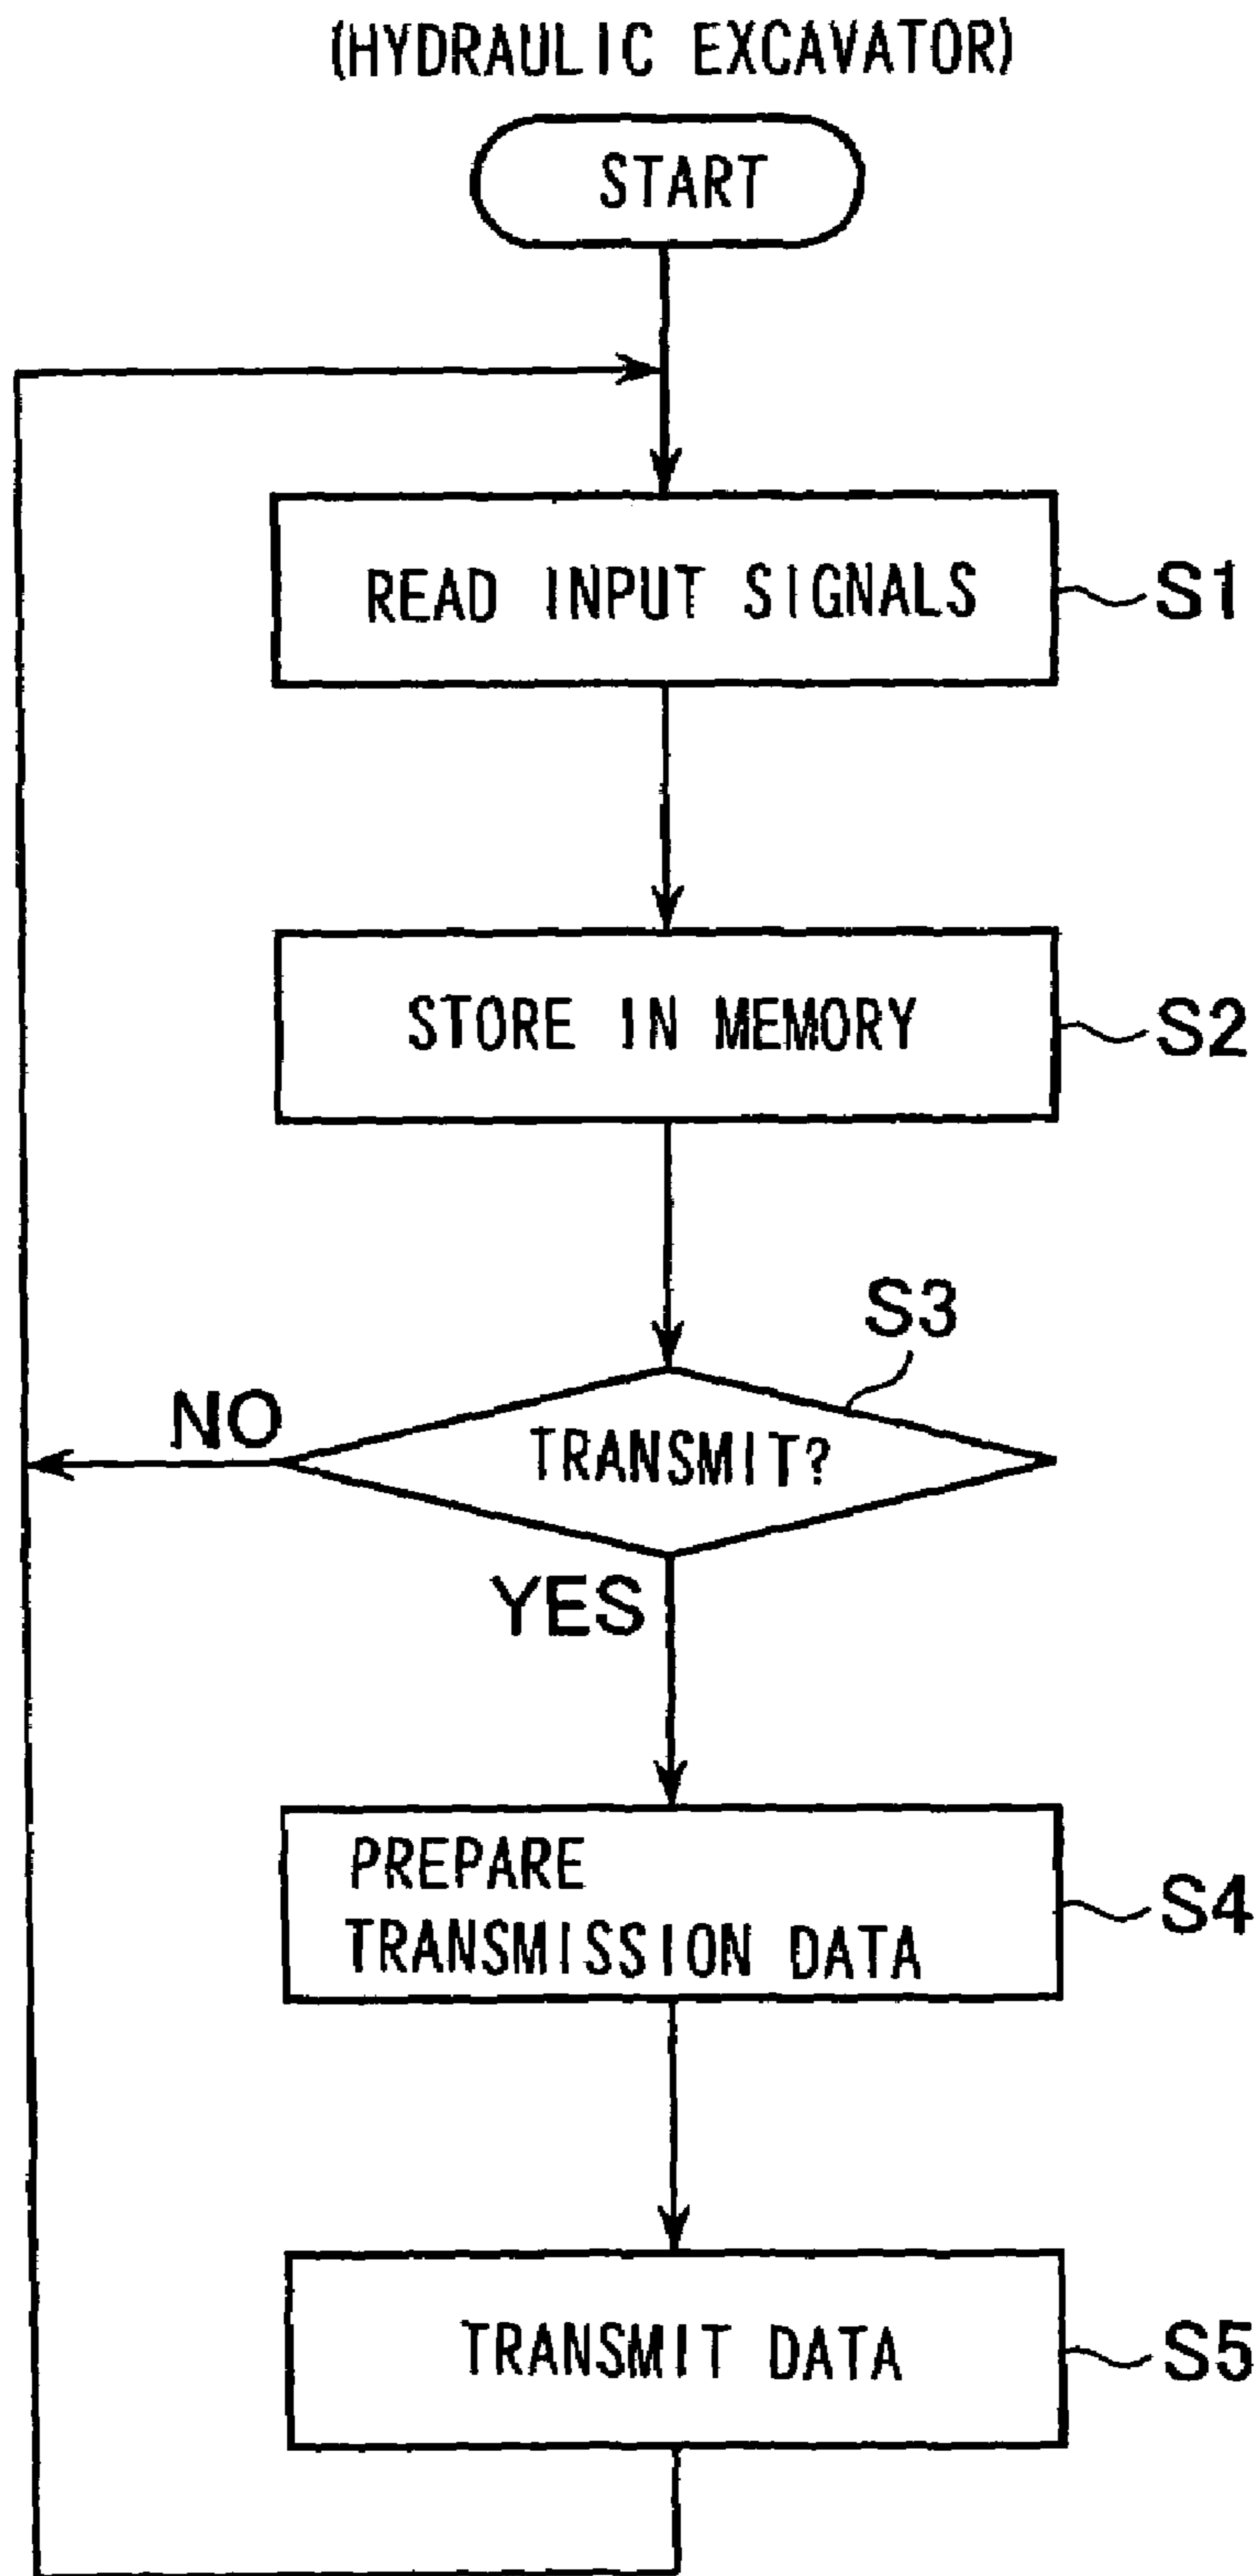 (HYDRAULIC EXCAVATOR)
START
READ INPUT SIGNALS
S1
STORE IN MEMORY
S2
S3
NO
TRANSMIT?
YES
PREPARE
TRANSMISSION DATA
S4
TRANSMIT DATA
S5